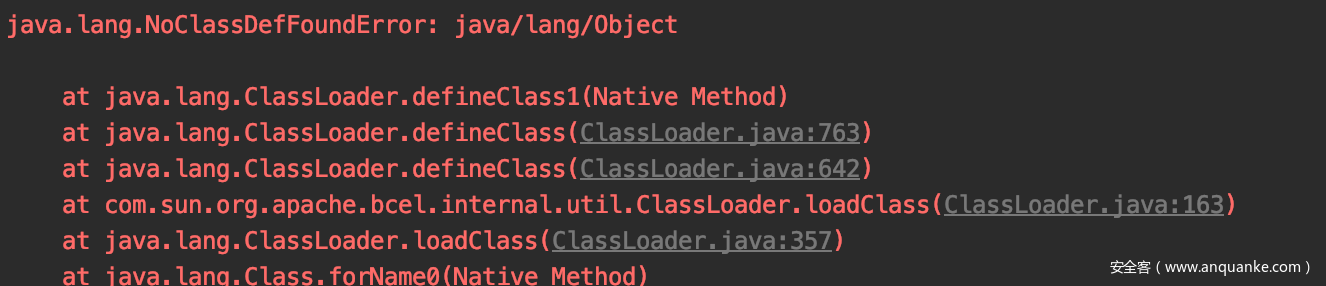 java.lang.NoClassDefFoundError: java/lang/Object
at java.lang.ClassLoader.defineClass1(Native Method)
at java.lang.ClassLoader.defineClass(ClassLoader.java:763)
at java.lang.ClassLoader.defineClass(ClassLoader.java:642)
at com.sun.org.apache.bcel.internal.util.ClassLoader.loadClass(ClassLoader.java:163)
at java.lang.ClassLoader.loadClass(ClassLoader.java:357)
at java.lang.Class.forName0(Native Method)
安全客（www.anquanke.com）